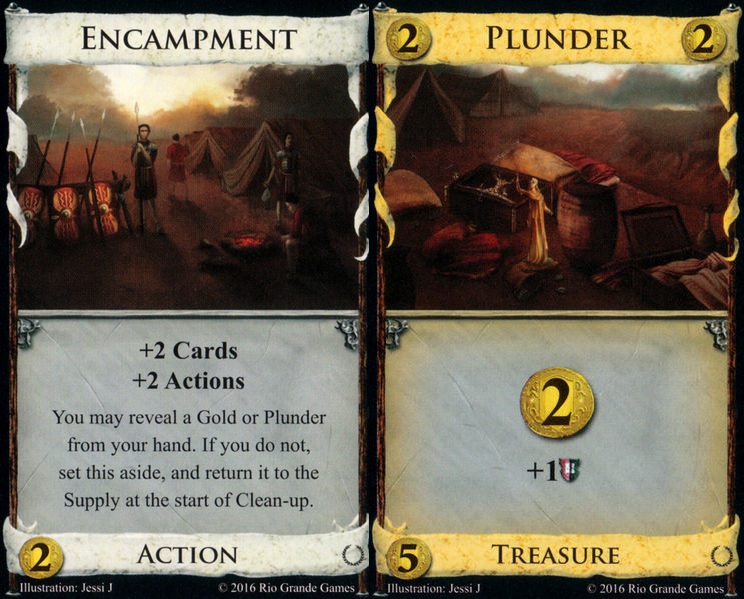 ENCAMPMENT
+2 Cards
+2 Actions
You may reveal a Gold or Plunder
from your hand. If you do not,
set this aside, and return it to the
Supply at the start of Clean-up.
2 ACTION
Illustration: Jessi J © 2016 Rio Grande Games
2 PLUNDER 2
2
+1
5 TREASURE
Illustration: Jessi J © 2016 Rio Grande Games